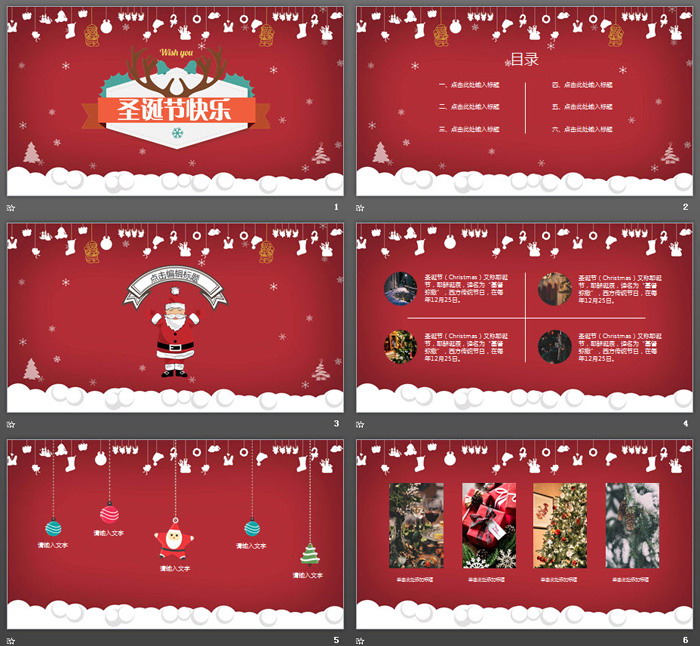 Wish you
圣诞节快乐
1
目录
一、点击此处输入标题
二、点击此处输入标题
三、点击此处输入标题
四、点击此处输入标题
五、点击此处输入标题
六、点击此处输入标题
2
点击编辑标题
3
圣诞节（Christmas）又称耶诞
节，耶稣诞辰，译名为“基督
弥撒”，西方传统节日，在每
年12月25日。
圣诞节（Christmas）又称耶诞
节，耶稣诞辰，译名为“基督
弥撒”，西方传统节日，在每
年12月25日。
圣诞节（Christmas）又称耶诞
节，耶稣诞辰，译名为“基督
弥撒”，西方传统节日，在每
年12月25日。
圣诞节（Christmas）又称耶诞
节，耶稣诞辰，译名为“基督
弥撒”，西方传统节日，在每
年12月25日。
4
请输入文字
请输入文字
请输入文字
请输入文字
请输入文字
5
单击此处添加标题
单击此处添加标题
单击此处添加标题
单击此处添加标题
6